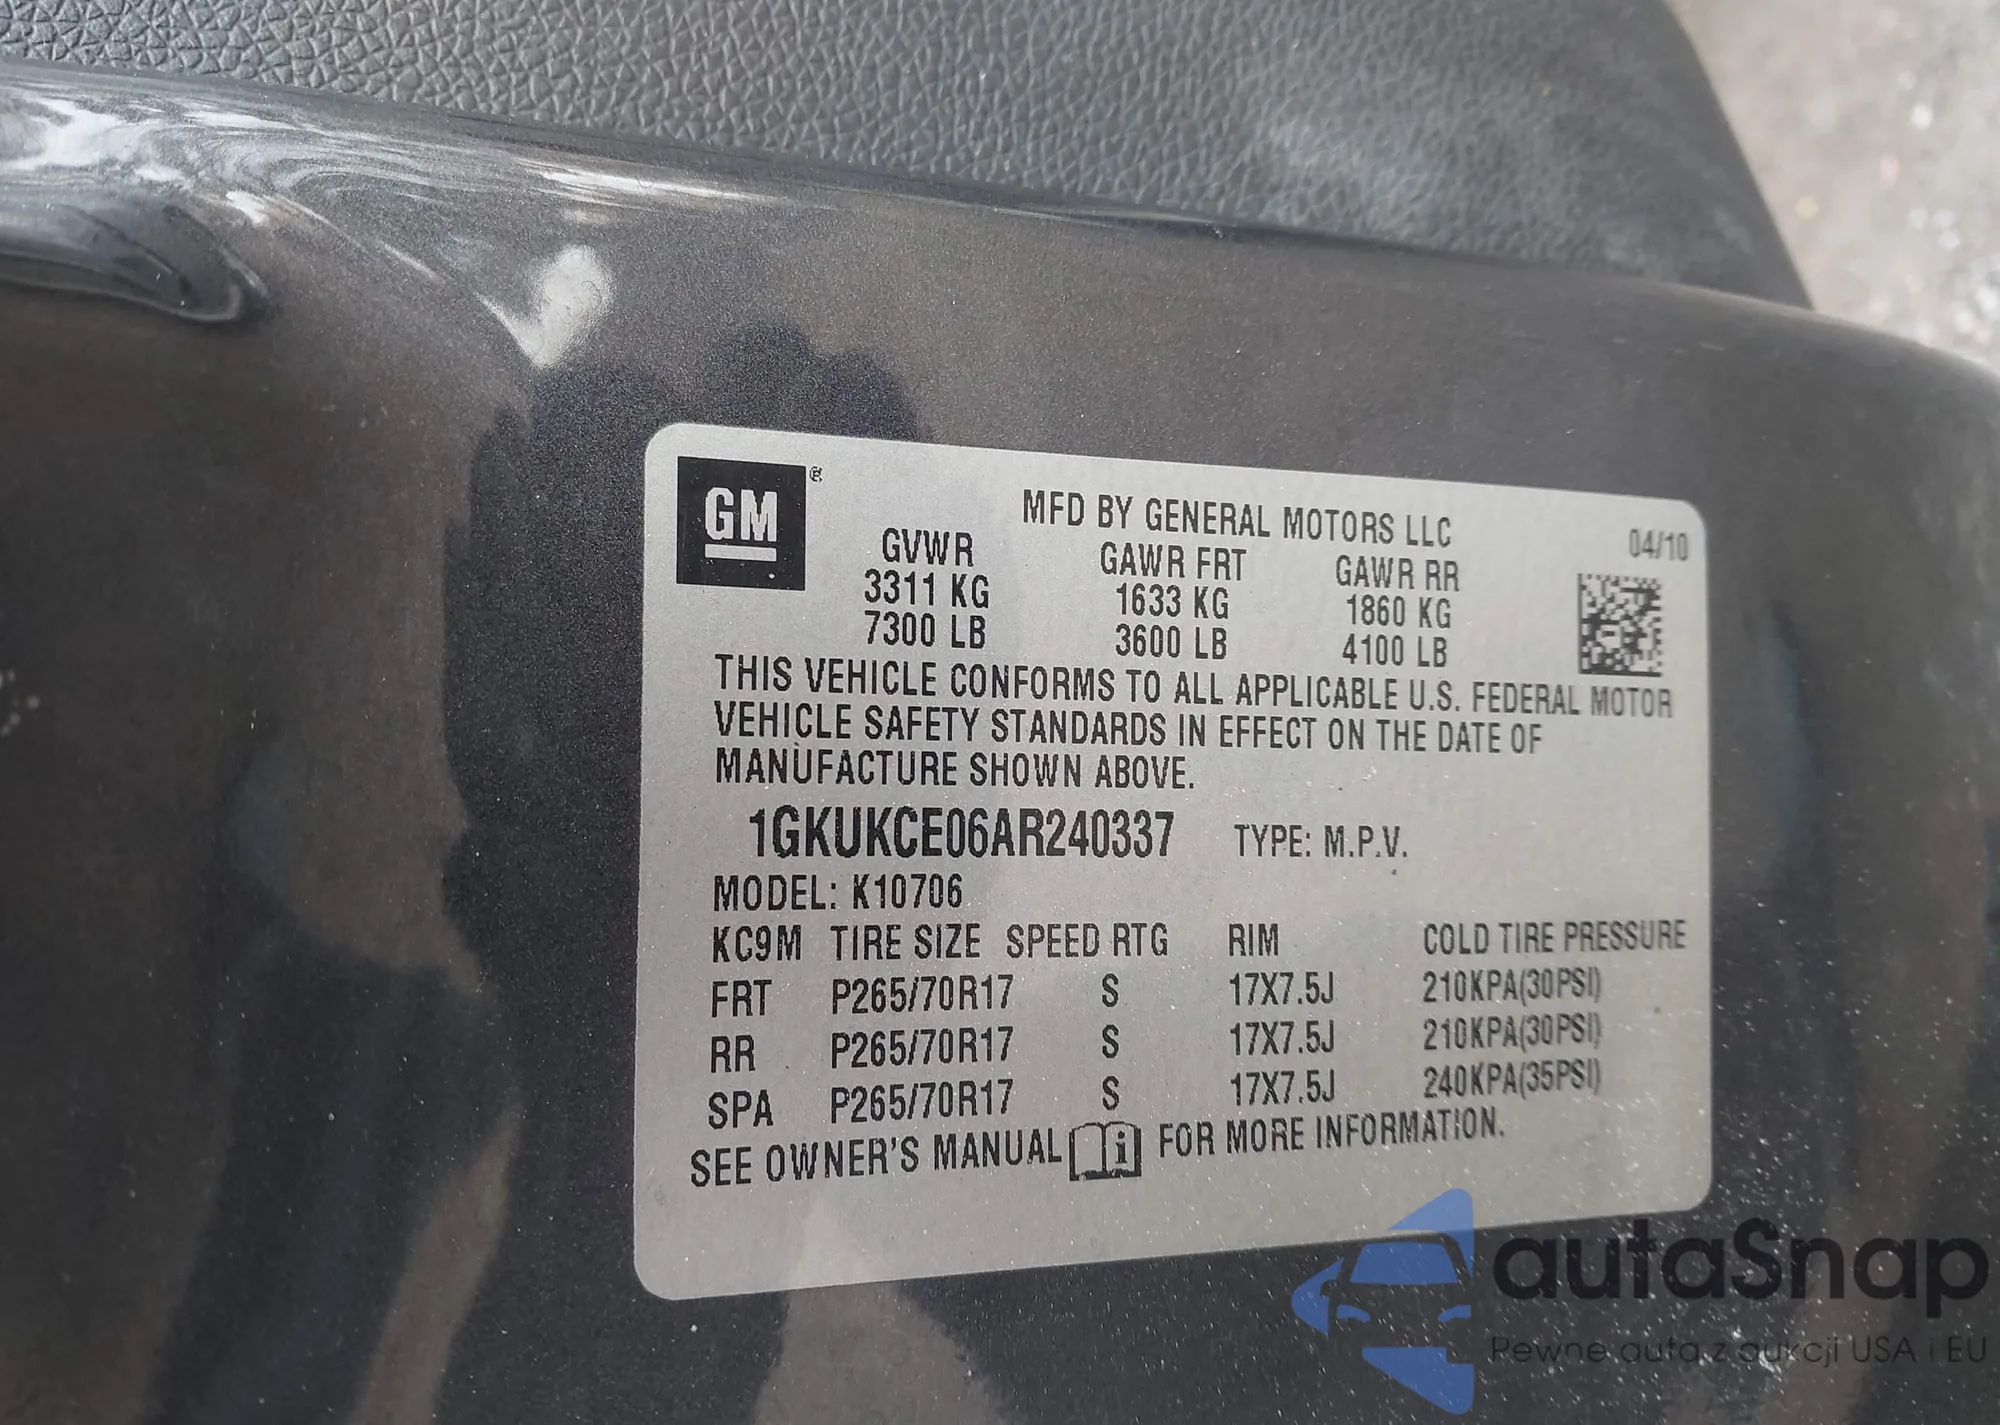 GM ®
MFD BY GENERAL MOTORS LLC
04/10
GVWR GAWR FRT GAWR RR
3311 KG 1633 KG 1860 KG
7300 LB 3600 LB 4100 LB
THIS VEHICLE CONFORMS TO ALL APPLICABLE U.S. FEDERAL MOTOR
VEHICLE SAFETY STANDARDS IN EFFECT ON THE DATE OF
MANUFACTURE SHOWN ABOVE.
1GKUKCE06AR240337 TYPE: M.P.V.
MODEL: K10706
KC9M TIRE SIZE SPEED RTG RIM COLD TIRE PRESSURE
FRT P265/70R17 S 17X7.5J 210KPA(30PSI)
RR P265/70R17 S 17X7.5J 210KPA(30PSI)
SPA P265/70R17 S 17X7.5J 240KPA(35PSI)
SEE OWNER'S MANUAL i FOR MORE INFORMATION.
autaSnap
Pewne auta z aukcji USA i EU